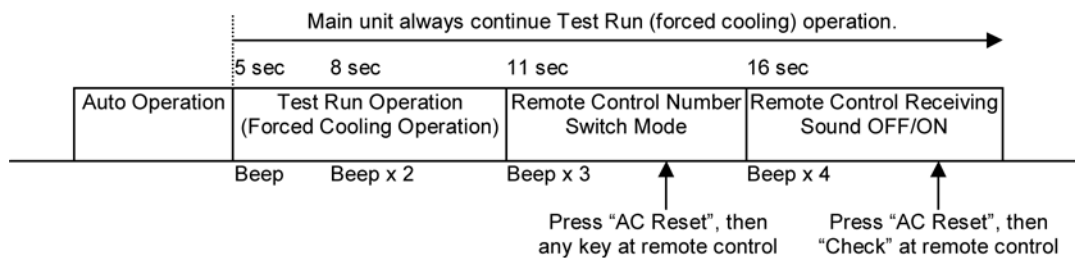 Main unit always continue Test Run (forced cooling) operation.
5 sec 8 sec 11 sec 16 sec
Auto Operation
Test Run Operation
(Forced Cooling Operation)
Remote Control Number
Switch Mode
Remote Control Receiving
Sound OFF/ON
Beep Beep x 2 Beep x 3 Beep x 4
Press “AC Reset”, then
any key at remote control
Press “AC Reset”, then
“Check” at remote control